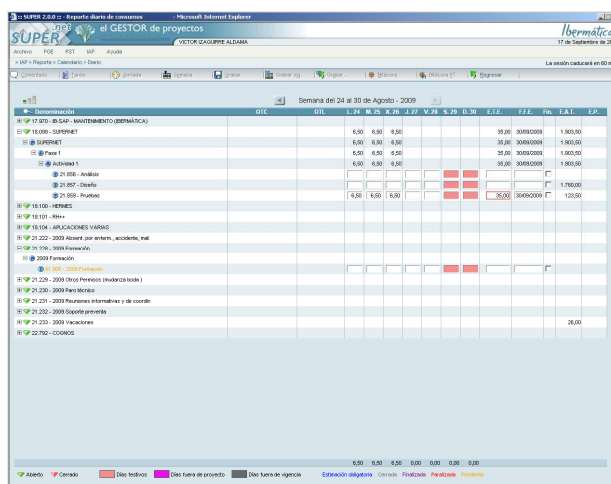 :: SUPER 2.0.0 :: - Reporte diario de consumos - Microsoft Internet Explorer
SUPER .net el GESTOR de proyectos
Ibermática
VICTOR IZAGUIRRE ALDAMA
17 de Septiembre de 20
Archivo PGE PST IAP Ayuda
> IAP > Reporte > Calendario > Diario
La sesión caducará en 60 m
Comentario Tarea Jornada Semana Grabar Grabar sig. Grabar... Bitácora Bitácora Regresar
Semana del 24 al 30 de Agosto - 2009
Denominación OTC OTL L. 24 M. 25 X. 26 J. 27 V. 28 S. 29 D. 30 E.T.E. F.F.E. Fin. E.A.T. E.P.
17.970 - IB-SAP - MANTENIMIENTO (IBERMÁTICA)
18.099 - SUPERNET 6,50 6,50 6,50 35,00 30/09/2009 1.903,50
SUPERNET 6,50 6,50 6,50 35,00 30/09/2009 1.903,50
Fase 1 6,50 6,50 6,50 35,00 30/09/2009 1.903,50
Actividad 1 6,50 6,50 6,50 35,00 30/09/2009 1.903,50
21.856 - Análisis
21.857 - Diseño 1.780,00
21.859 - Pruebas 6,50 6,50 6,50 35,00 30/09/2009 123,50
18.100 - HERMES
18.101 - RH++
18.104 - APLICACIONES VARIAS
21.222 - 2009 Absent. por enferm., accidente, mat
21.228 - 2009 Formación
2009 Formación
2009 Formación
21.229 - 2009 Otros Permisos (mudanza boda )
21.230 - 2009 Paro técnico
21.231 - 2009 Reuniones informativas y de coordin
21.232 - 2009 Soporte preventa
21.233 - 2009 Vacaciones 26,00
22.792 - COGNOS
6,50 6,50 6,50 0,00 0,00 0,00 0,00
Abierto Cerrado Días festivos Días fuera de proyecto Días fuera de vigencia Estimación obligatoria Cerrada Finalizada Paralizada Pendiente